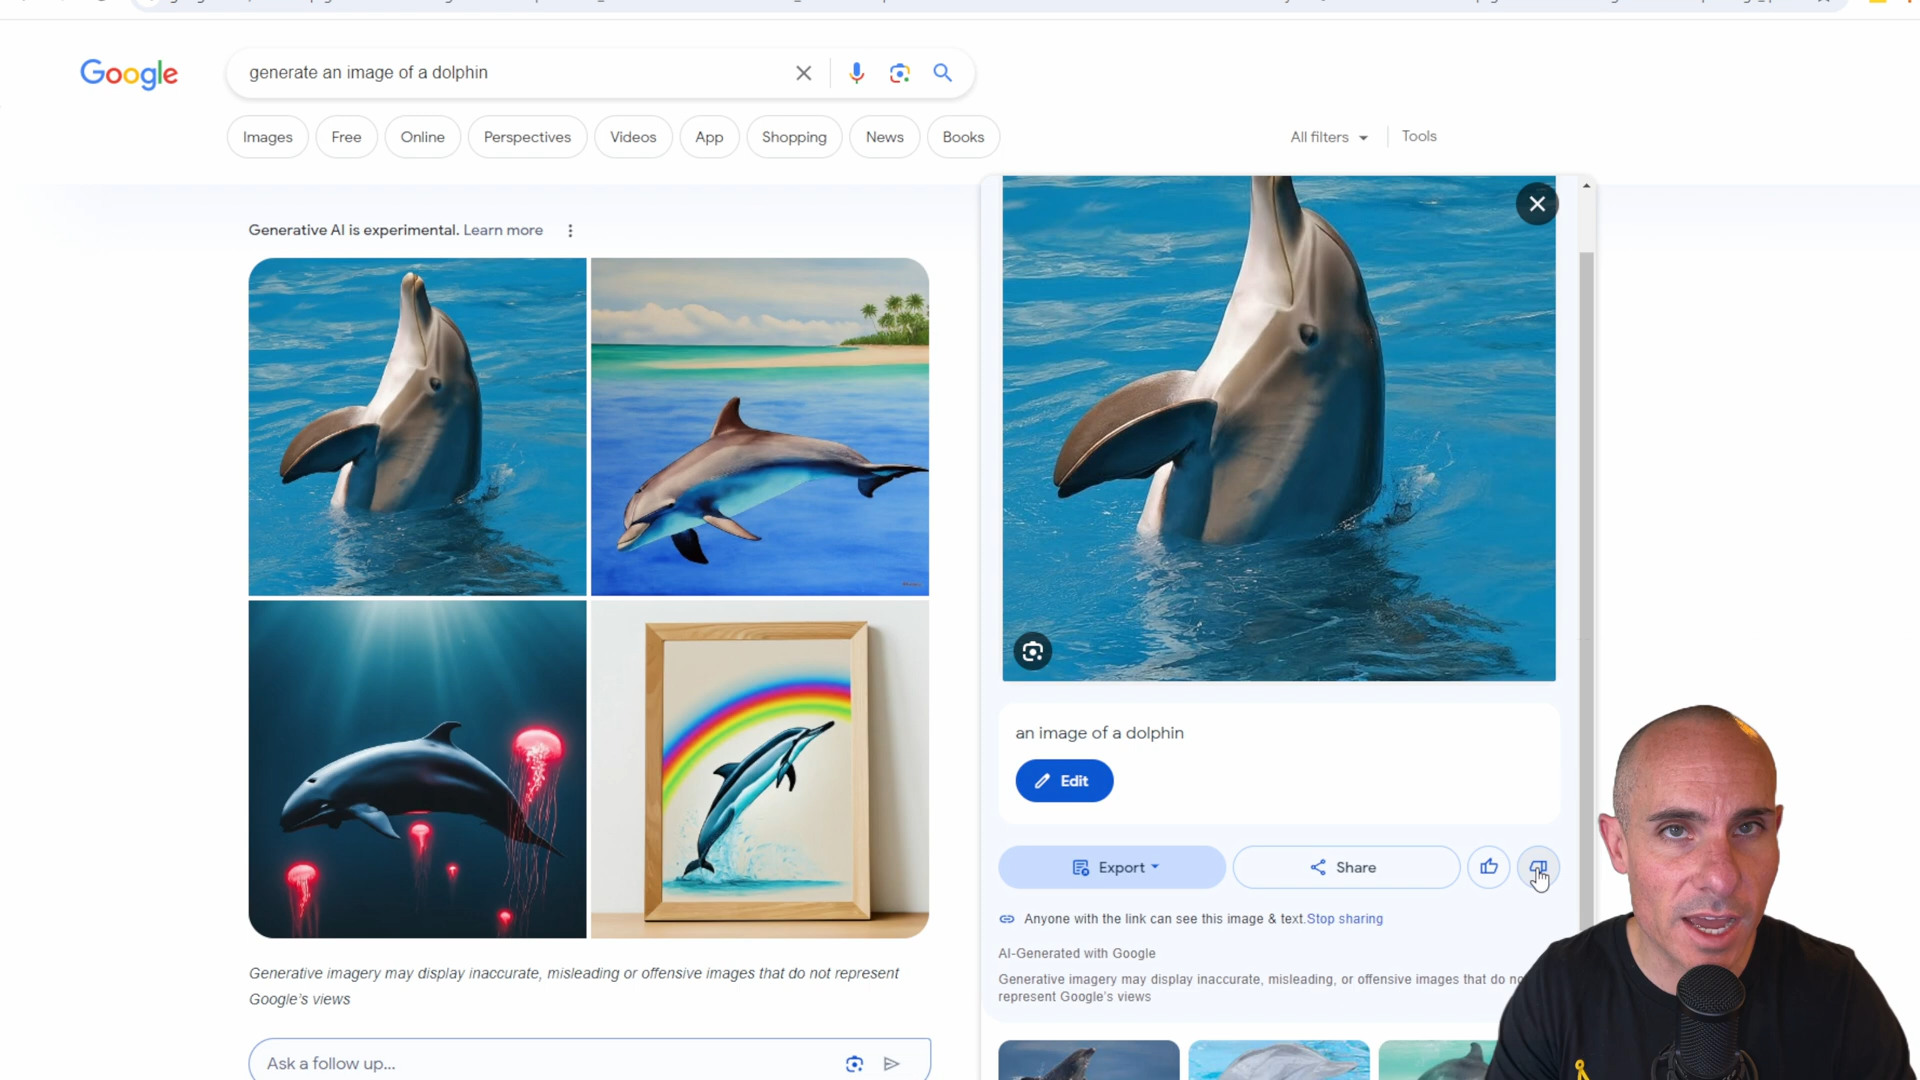 Google
generate an image of a dolphin
Images
Free
Online
Perspectives
Videos
App
Shopping
News
Books
All filters
Tools
Generative AI is experimental. Learn more
an image of a dolphin
Edit
Export
Share
Anyone with the link can see this image & text.Stop sharing
AI-Generated with Google
Generative imagery may display inaccurate, misleading, or offensive images that do
represent Google's views
Generative imagery may display inaccurate, misleading or offensive images that do not represent
Google's views
Ask a follow up...